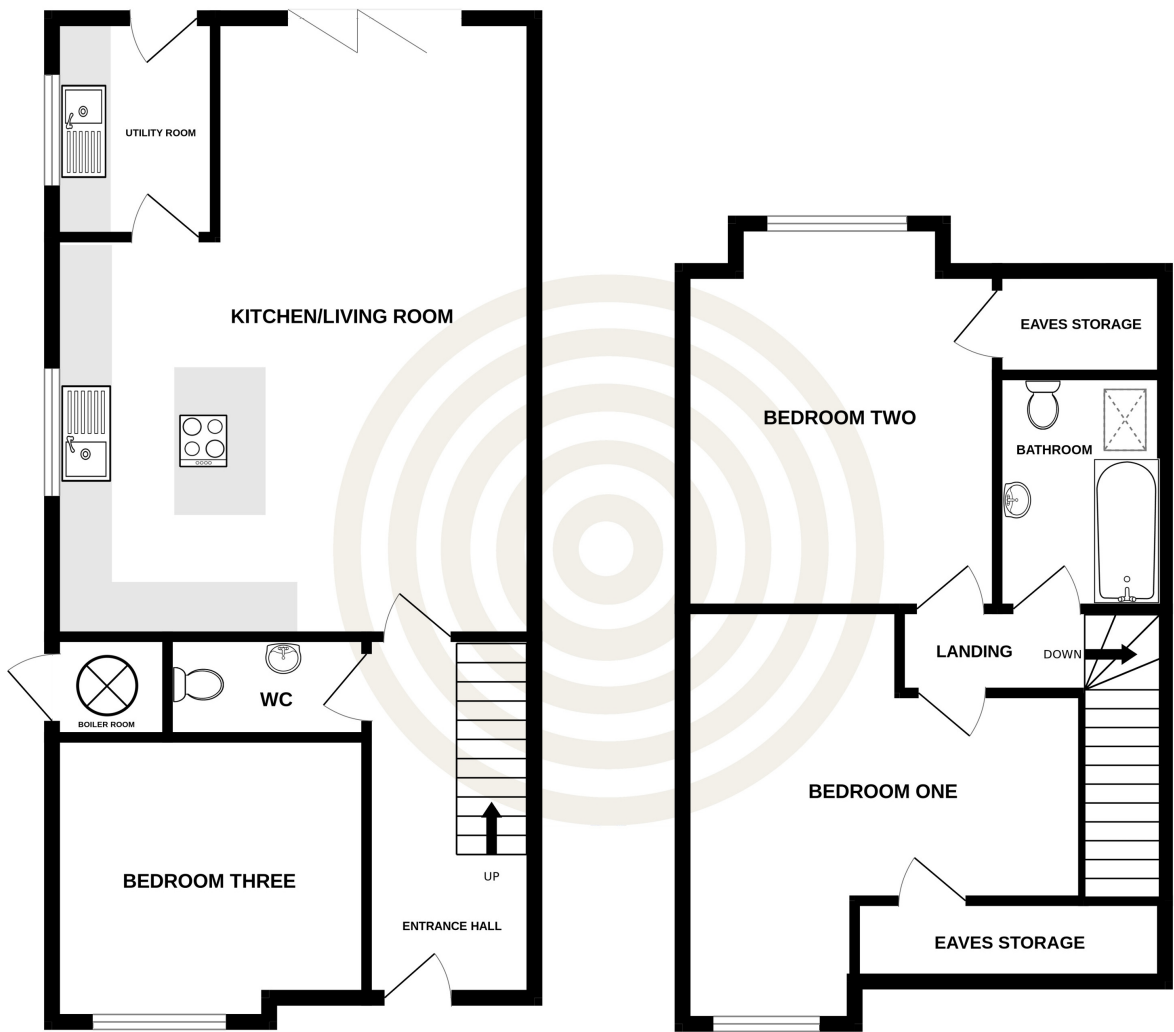 UTILITY ROOM
KITCHEN/LIVING ROOM
WC
BOILER ROOM
BEDROOM THREE
UP
ENTRANCE HALL
EAVES STORAGE
BEDROOM TWO
BATHROOM
LANDING
DOWN
BEDROOM ONE
EAVES STORAGE